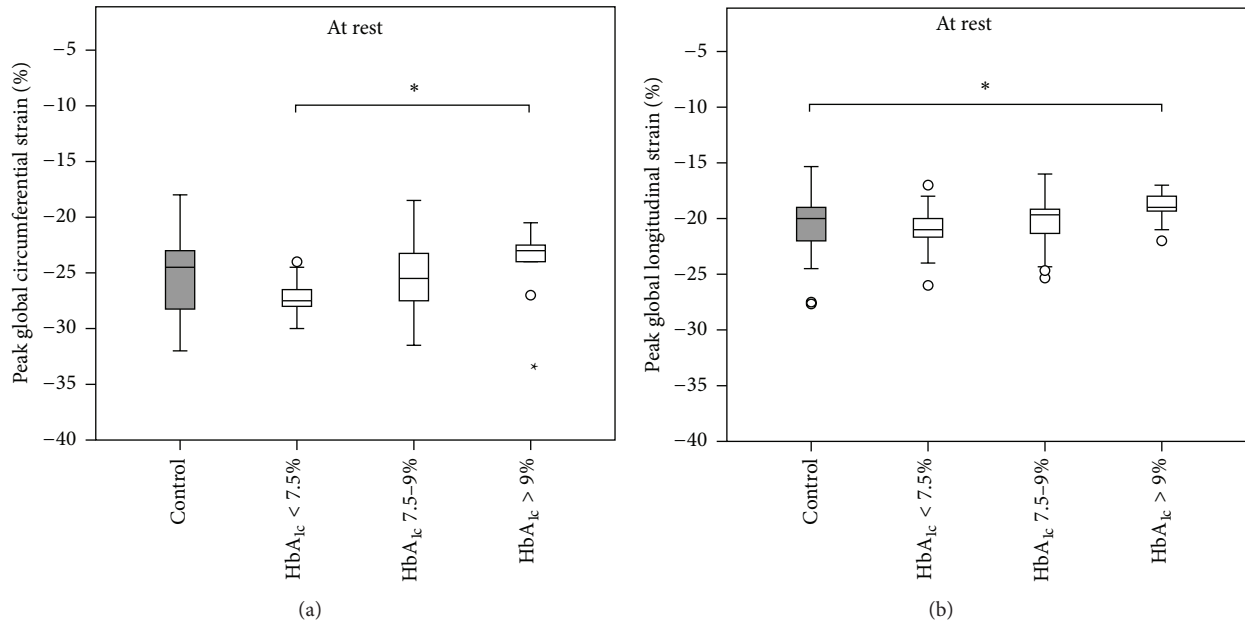 At rest
*
Peak global circumferential strain (%)
−5
−10
−15
−20
−25
−30
−35
−40
*
Control
HbA1c < 7.5%
HbA1c 7.5–9%
HbA1c > 9%
(a)
At rest
*
Peak global longitudinal strain (%)
−5
−10
−15
−20
−25
−30
−35
−40
Control
HbA1c < 7.5%
HbA1c 7.5–9%
HbA1c > 9%
(b)